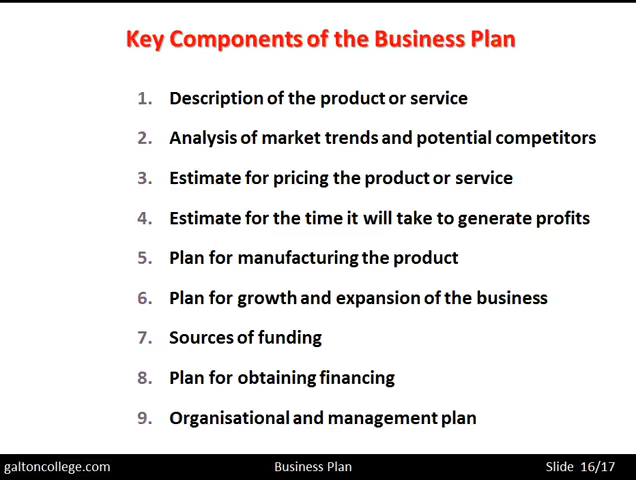 Key Components of the Business Plan
1. Description of the product or service
2. Analysis of market trends and potential competitors
3. Estimate for pricing the product or service
4. Estimate for the time it will take to generate profits
5. Plan for manufacturing the product
6. Plan for growth and expansion of the business
7. Sources of funding
8. Plan for obtaining financing
9. Organisational and management plan
galtoncollege.com Business Plan Slide 16/17